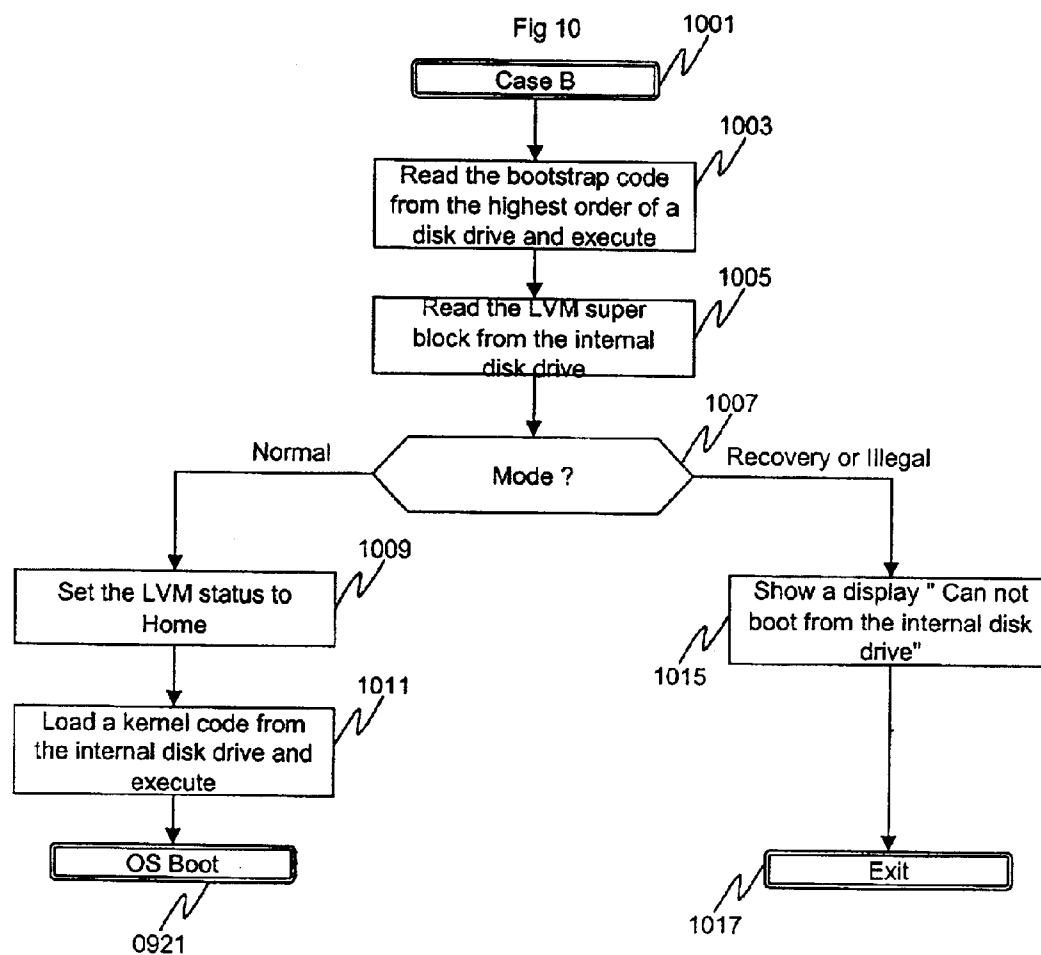 Fig 10
1001
Case B
1003
Read the bootstrap code
from the highest order of a
disk drive and execute
1005
Read the LVM super
block from the internal
disk drive
1007
Normal
Mode ?
Recovery or Illegal
1009
Set the LVM status to
Home
Show a display " Can not
boot from the internal disk
drive"
1015
1011
Load a kernel code from
the internal disk drive and
execute
OS Boot
0921
Exit
1017